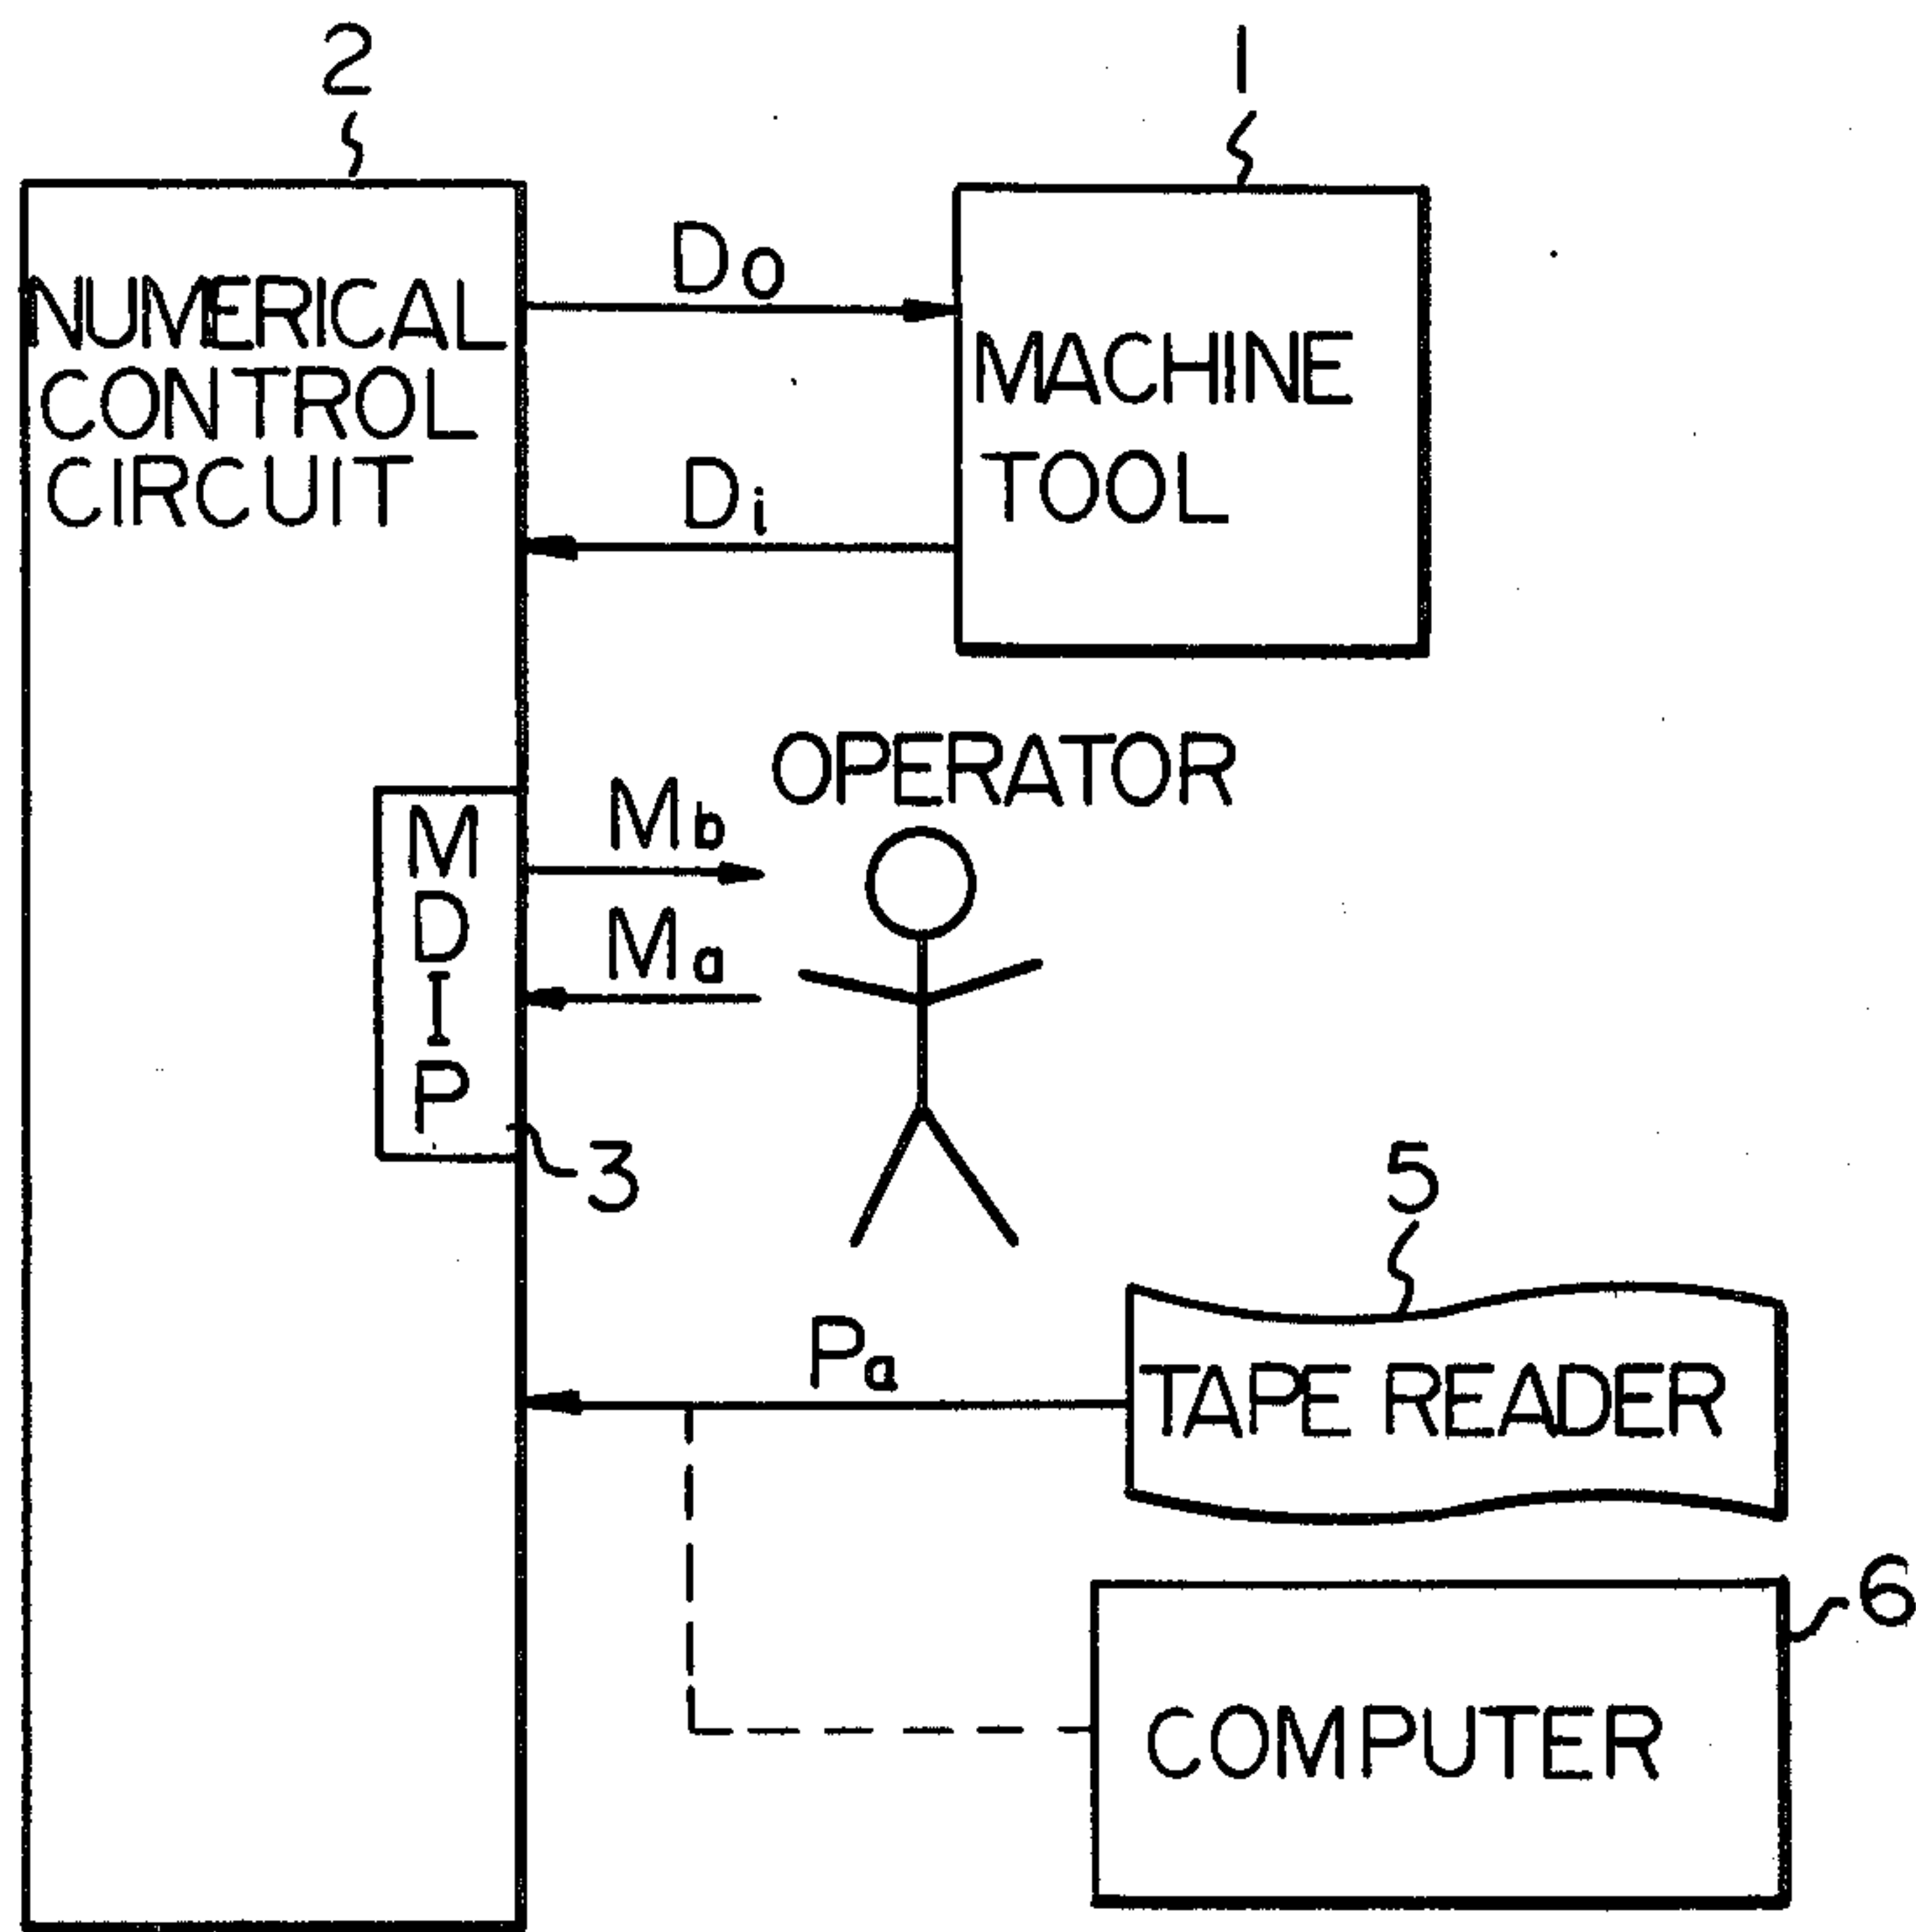 2
1
NUMERICAL
CONTROL
CIRCUIT
Do
MACHINE
TOOL
Di
OPERATOR
M
D
I
P
Mb
Ma
3
5
Pa
TAPE READER
6
COMPUTER